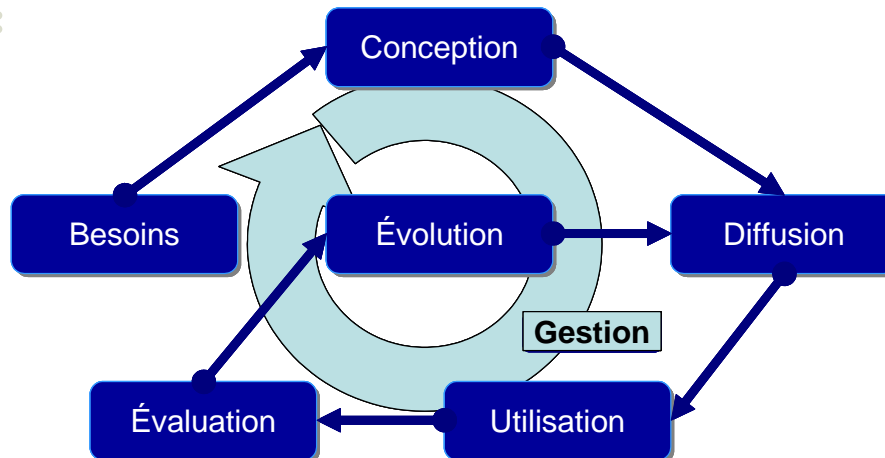 Conception
Besoins
Évolution
Diffusion
Gestion
Évaluation
Utilisation